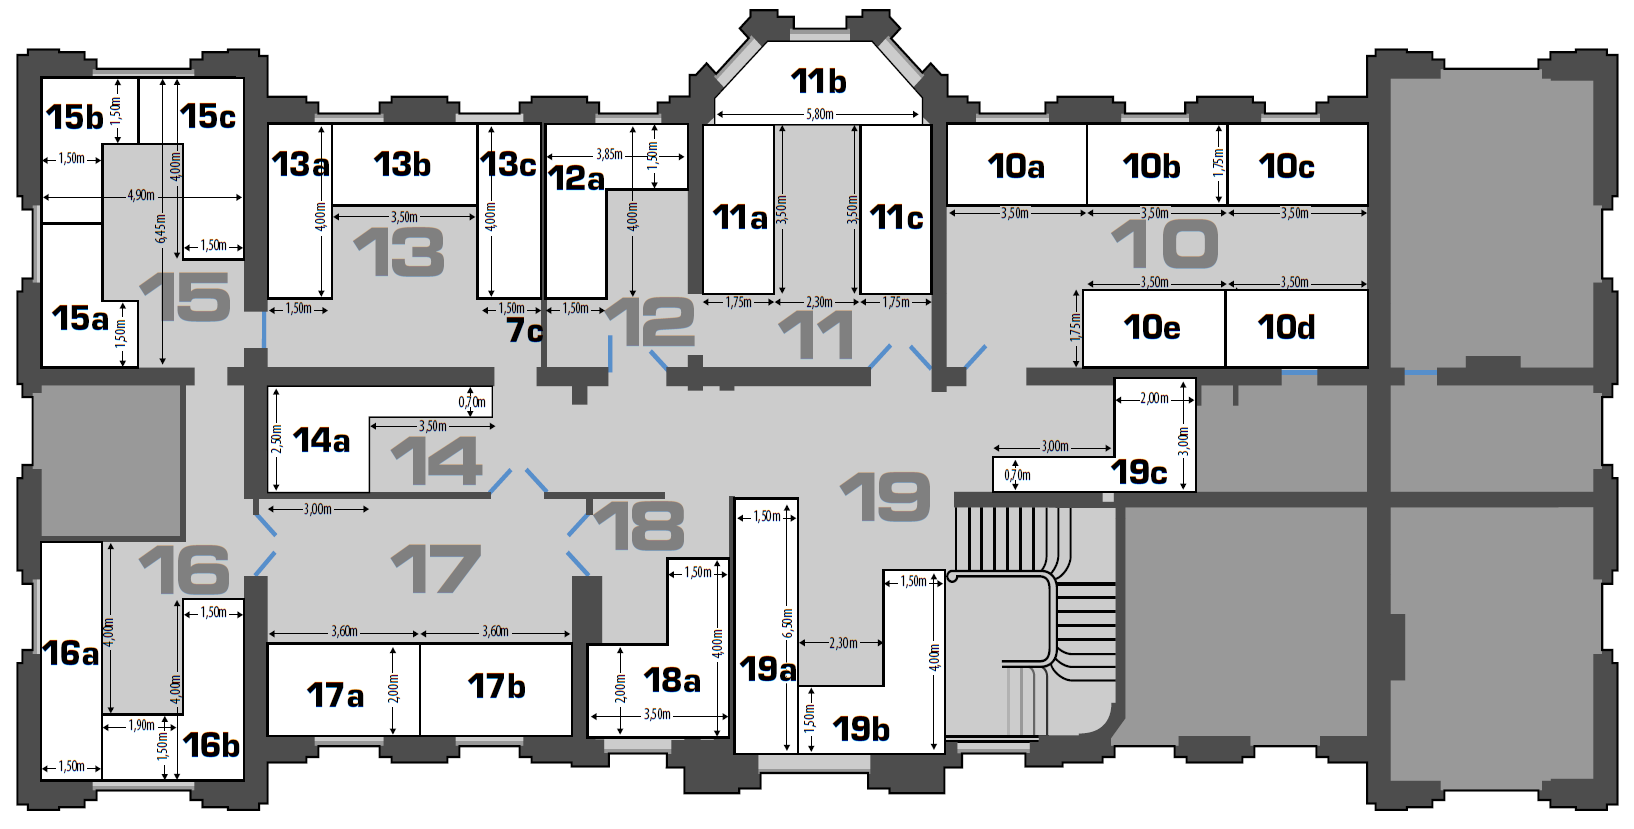 11b
5,80m
15b
1,50m
15c
1,50m
4,00m
4,90m
6,45m
1,50m
15
15a
1,50m
13a
13b
13c
4,00m
3,50m
4,00m
13
1,50m
1,50m
7c
3,85m
1,50m
12a
4,00m
1,50m
12
11a
3,50m
3,50m
11c
1,75m
2,30m
1,75m
11
10a
10b
1,75m
10c
3,50m
3,50m
3,50m
10
3,50m
3,50m
1,75m
10e
10d
14a
2,50m
0,70m
3,50m
14
3,00m
2,00m
3,00m
3,00m
0,70m
19c
19
18
17
16
1,50m
6,50m
1,50m
1,50m
1,50m
4,00m
16a
4,00m
1,90m
1,50m
16b
1,50m
3,60m
3,60m
17a
2,00m
17b
2,00m
18a
4,00m
3,50m
19a
2,30m
4,00m
1,50m
19b